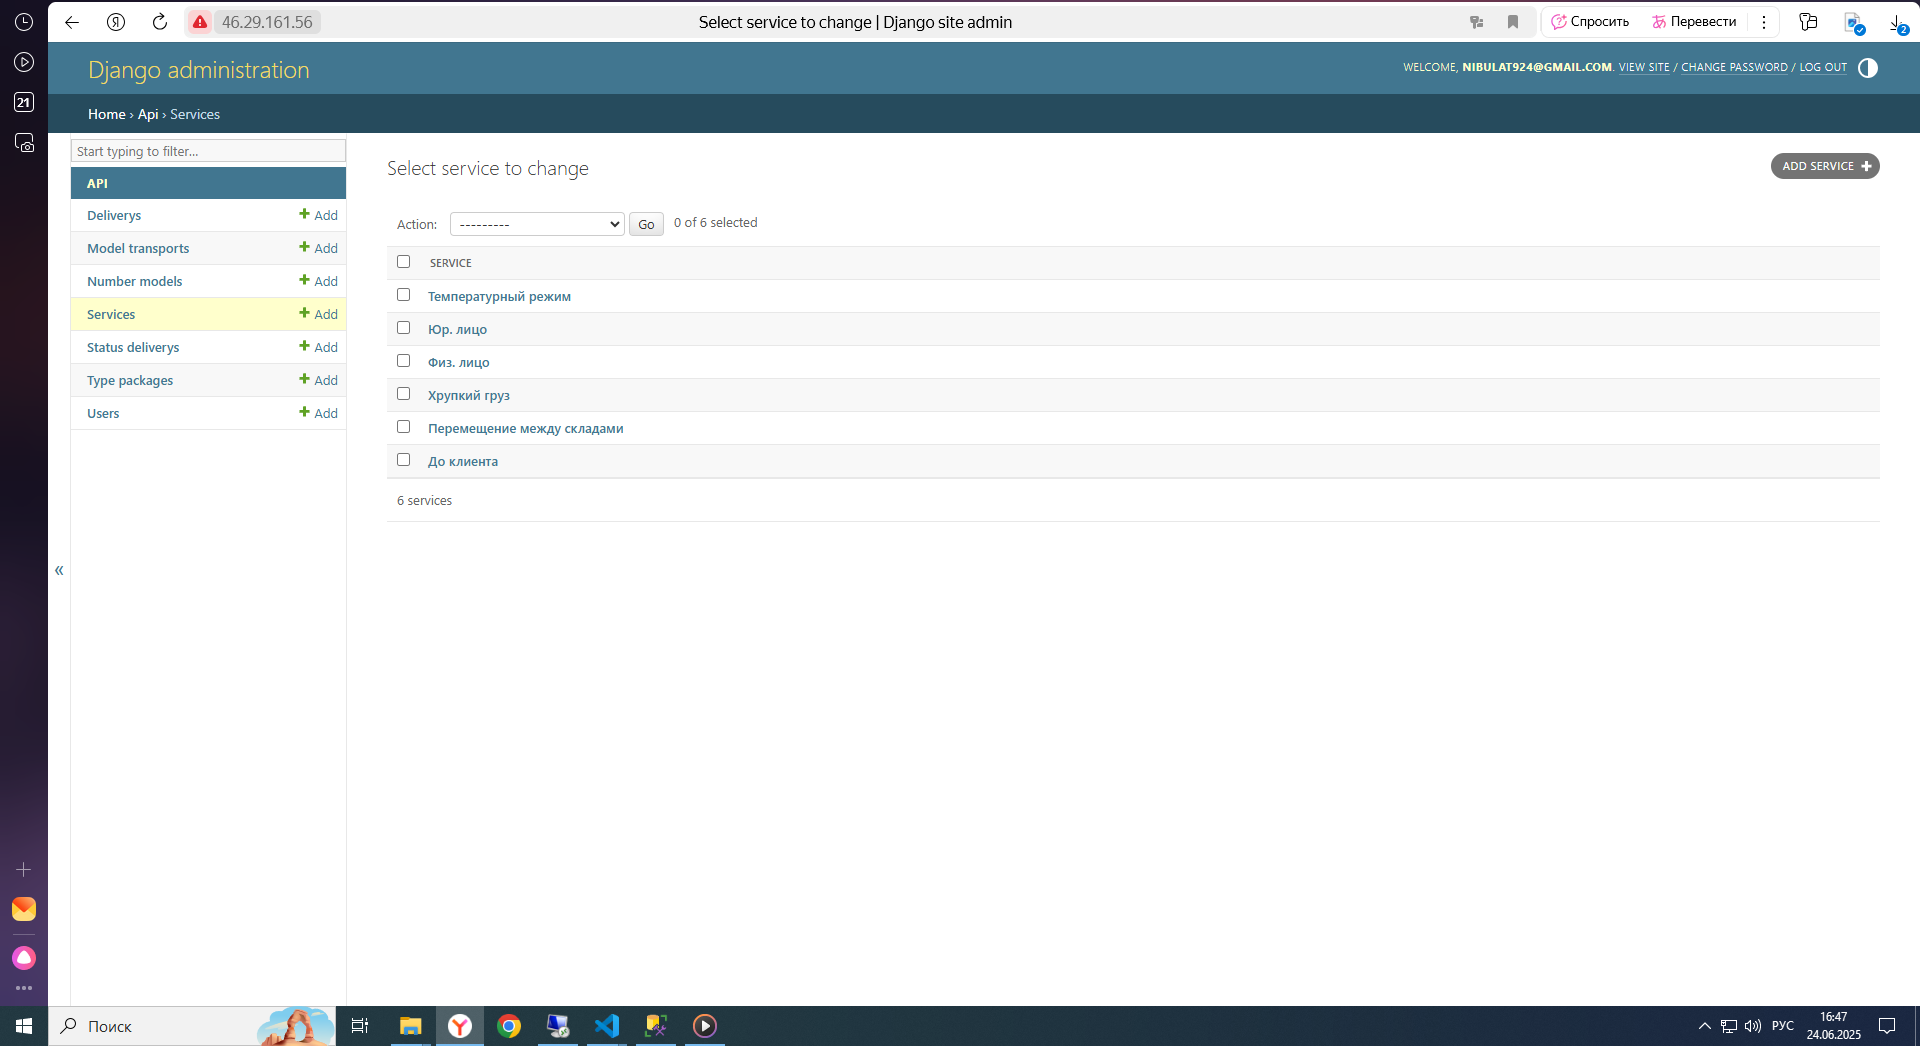 46.29.161.56
Select service to change | Django site admin
Спросить
Перевести
2
21
Django administration
WELCOME, NIBULAT924@GMAIL.COM. VIEW SITE / CHANGE PASSWORD / LOG OUT
Home › Api › Services
Start typing to filter...
API
Deliverys
Add
Model transports
Add
Number models
Add
Services
Add
Status deliverys
Add
Type packages
Add
Users
Add
«
Select service to change
ADD SERVICE
Action:
---------
Go
0 of 6 selected
SERVICE
Температурный режим
Юр. лицо
Физ. лицо
Хрупкий груз
Перемещение между складами
До клиента
6 services
Поиск
РУС
16:47
24.06.2025